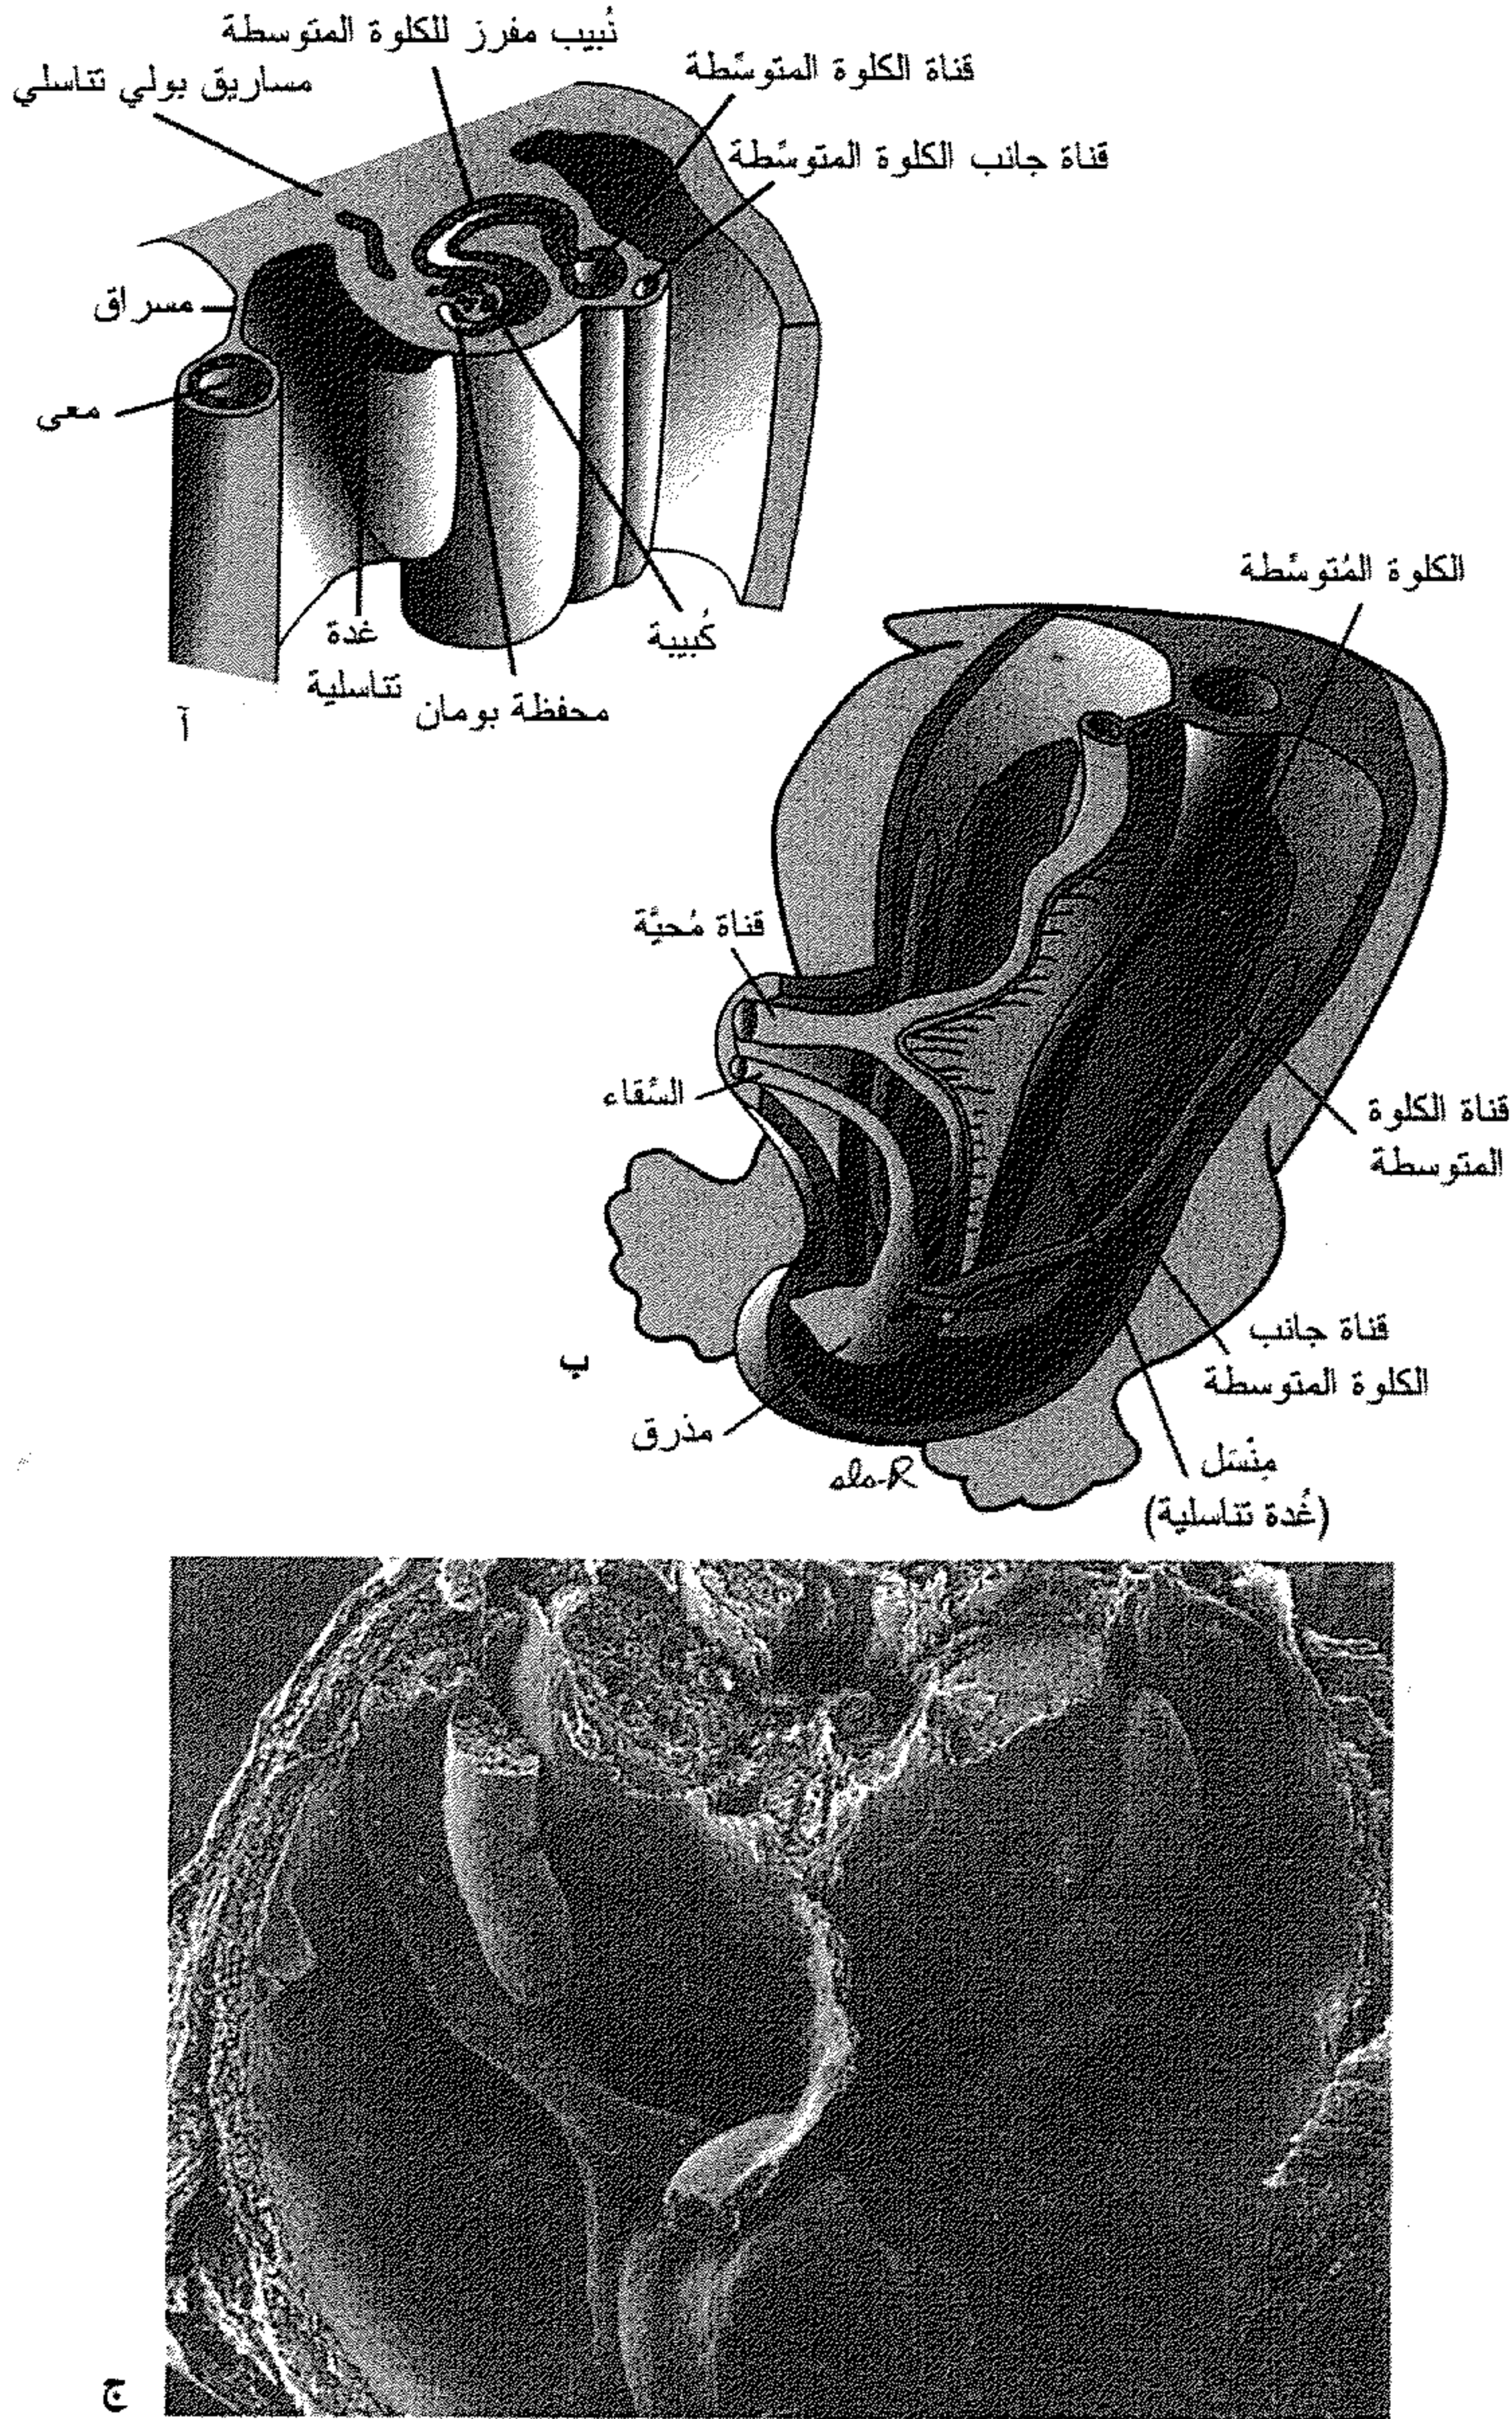 نُبيب مفرز للكلوة المتوسطة
مساريق بولي تناسلي
قناة الكلوة المتوسِّطة
قناة جانب الكلوة المتوسِّطة
مسراق
معى
غدة
تناسلية
محفظة بومان
كُبيبة
آ
الكلوة المُتوسِّطة
قناة مُحيَّة
السِّقاء
قناة الكلوة
المتوسطة
قناة جانب
الكلوة المتوسطة
مذرق
مِنْسَل
(غُدة تناسلية)
ب
als-R
ج